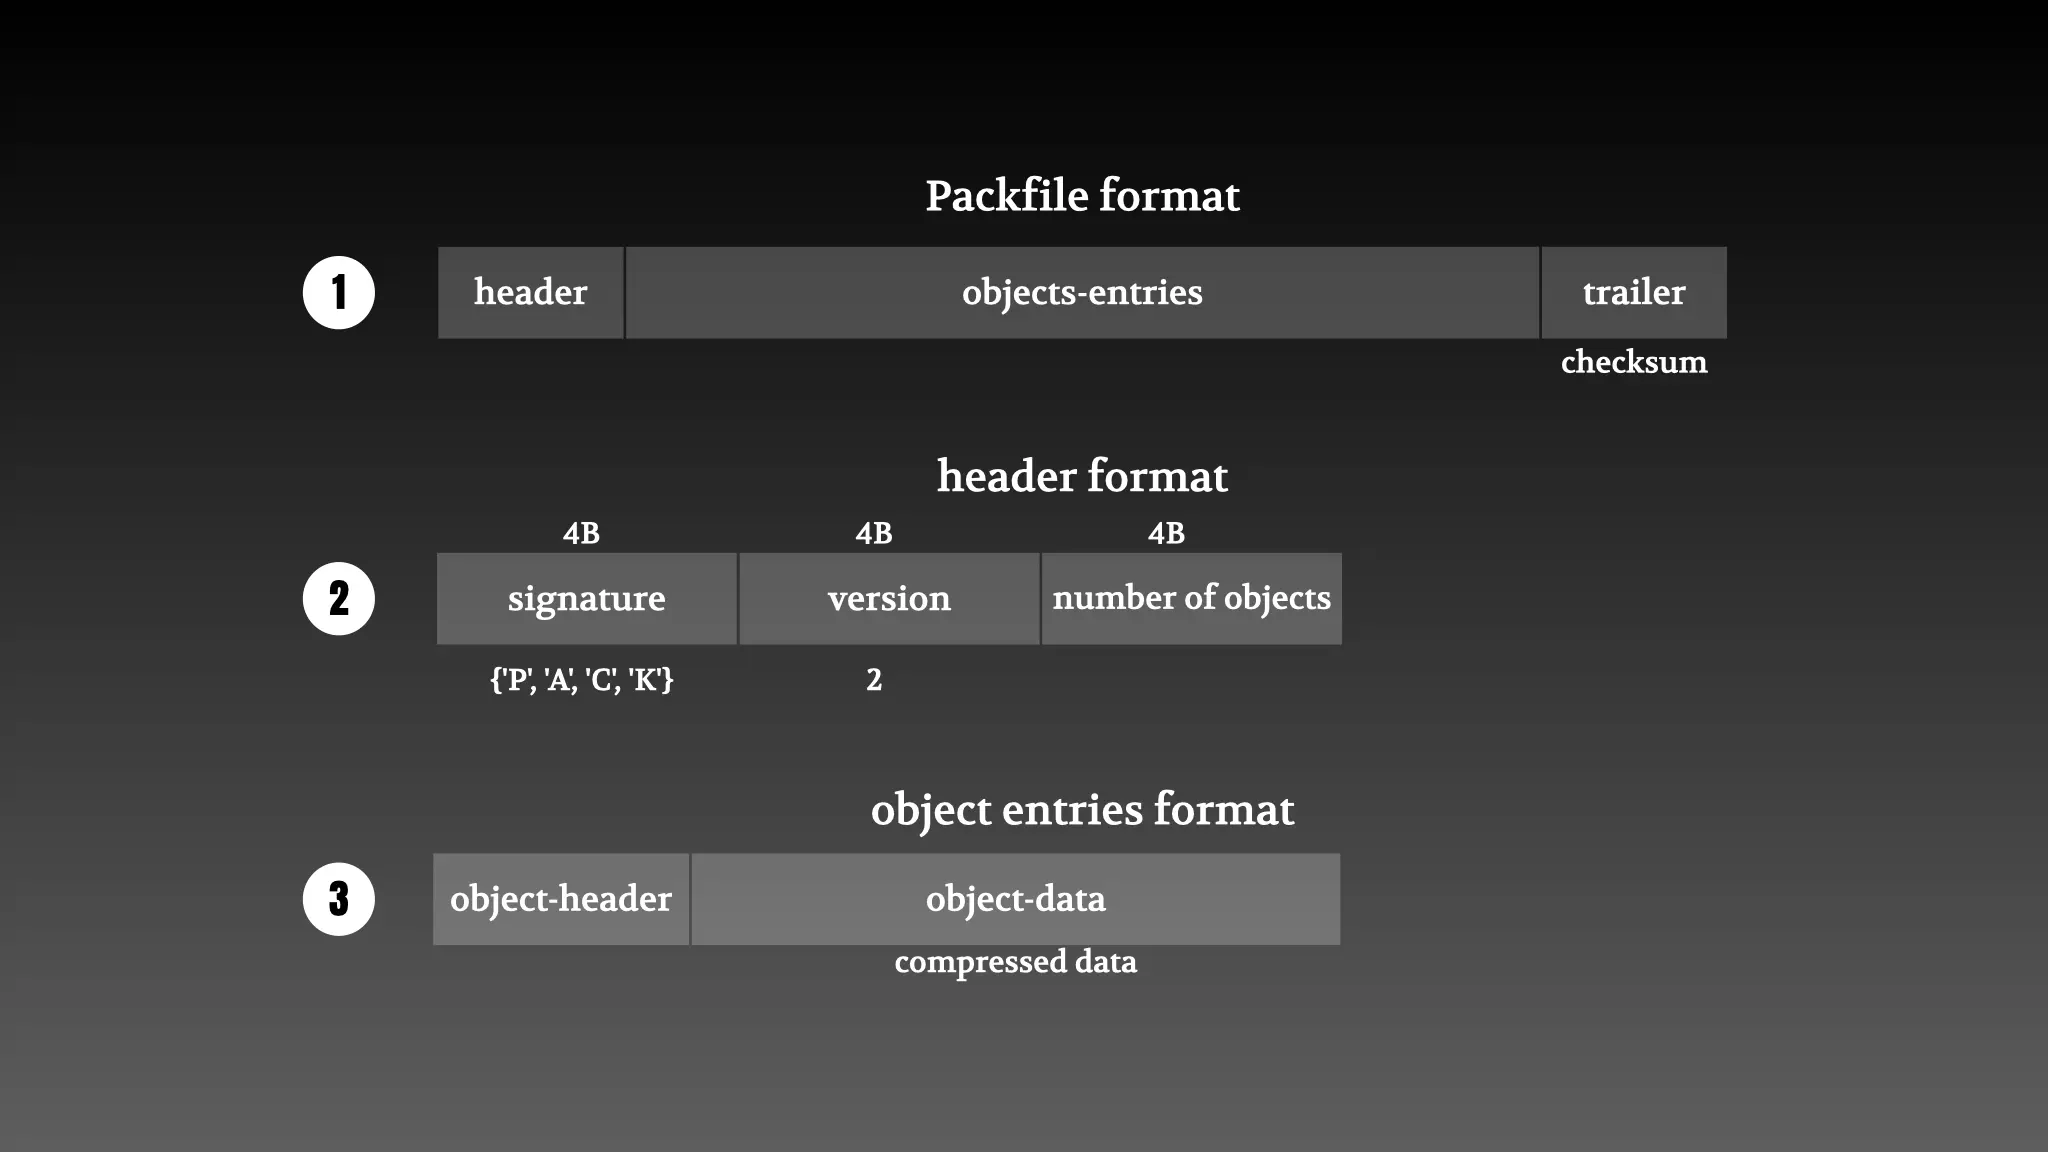 Packfile format
1
header objects-entries trailer
checksum
header format
4B 4B 4B
2
signature version number of objects
{'P', 'A', 'C', 'K'} 2
object entries format
3
object-header object-data
compressed data